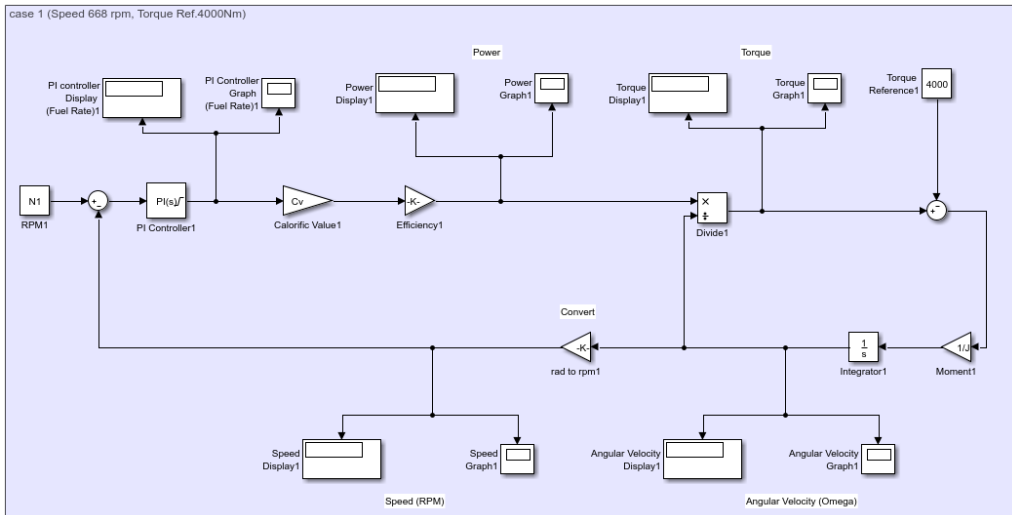 case 1 (Speed 668 rpm, Torque Ref.4000Nm)
Power
Torque
PI controller
Display
(Fuel Rate)1
PI Controller
Graph
(Fuel Rate)1
Power
Display1
Power
Graph1
Torque
Display1
Torque
Graph1
Torque
Reference1
4000
N1
RPM1
+
-
PI(s)
PI Controller1
Cv
Calorific Value1
-K-
Efficiency1
×
÷
Divide1
+
-
Convert
-K-
rad to rpm1
1
s
Integrator1
1/J
Moment1
Speed
Display1
Speed
Graph1
Angular Velocity
Display1
Angular Velocity
Graph1
Speed (RPM)
Angular Velocity (Omega)